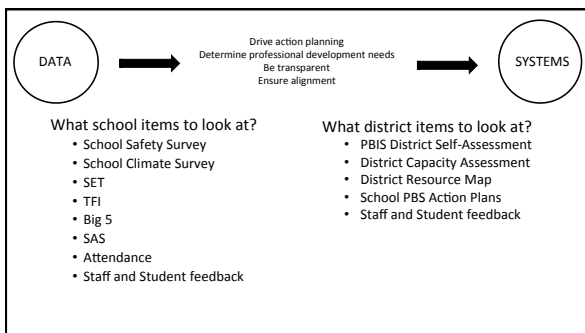 DATA
Drive action planning
Determine professional development needs
Be transparent
Ensure alignment
SYSTEMS
What school items to look at?
• School Safety Survey
• School Climate Survey
• SET
• TFI
• Big 5
• SAS
• Attendance
• Staff and Student feedback
What district items to look at?
• PBIS District Self-Assessment
• District Capacity Assessment
• District Resource Map
• School PBS Action Plans
• Staff and Student feedback